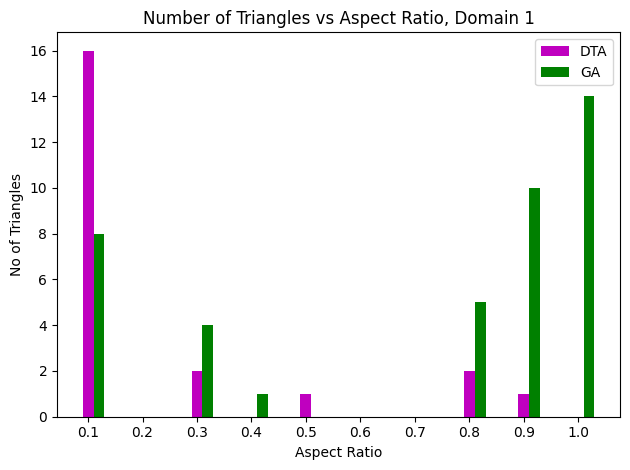 Number of Triangles vs Aspect Ratio, Domain 1
DTA
GA
No of Triangles
16
14
12
10
8
6
4
2
0
0.1 0.2 0.3 0.4 0.5 0.6 0.7 0.8 0.9 1.0
Aspect Ratio